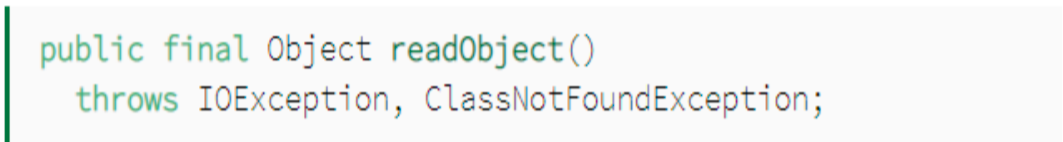 public final Object readObject()
throws IOException, ClassNotFoundException;